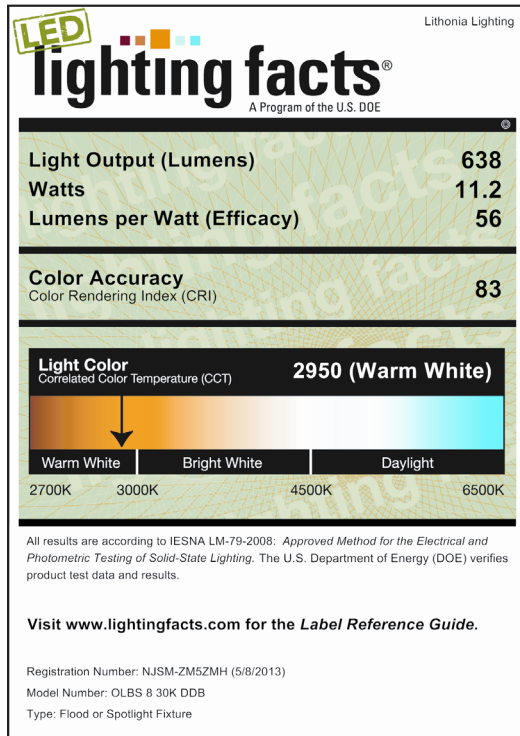 Lithonia Lighting
LED
lighting facts®
A Program of the U.S. DOE
©
Light Output (Lumens) 638
Watts 11.2
Lumens per Watt (Efficacy) 56
Color Accuracy
Color Rendering Index (CRI) 83
Light Color
Correlated Color Temperature (CCT) 2950 (Warm White)
Warm White Bright White Daylight
2700K 3000K 4500K 6500K
All results are according to IESNA LM-79-2008: Approved Method for the Electrical and
Photometric Testing of Solid-State Lighting. The U.S. Department of Energy (DOE) verifies
product test data and results.
Visit www.lightingfacts.com for the Label Reference Guide.
Registration Number: NJSM-ZM5ZMH (5/8/2013)
Model Number: OLBS 8 30K DDB
Type: Flood or Spotlight Fixture